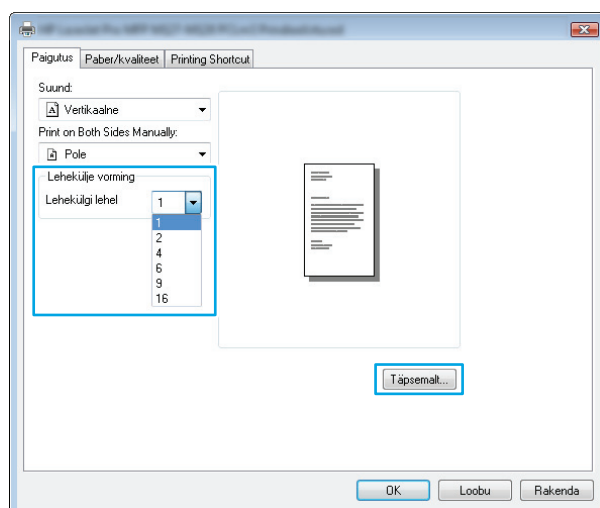 Paigutus Paber/kvaliteet Printing Shortcut
Suund:
Vertikaalne
Print on Both Sides Manually:
Pole
Lehekülje vorming
Lehekülgi lehel 1
1
2
4
6
9
16
Täpsemalt...
OK Loobu Rakenda